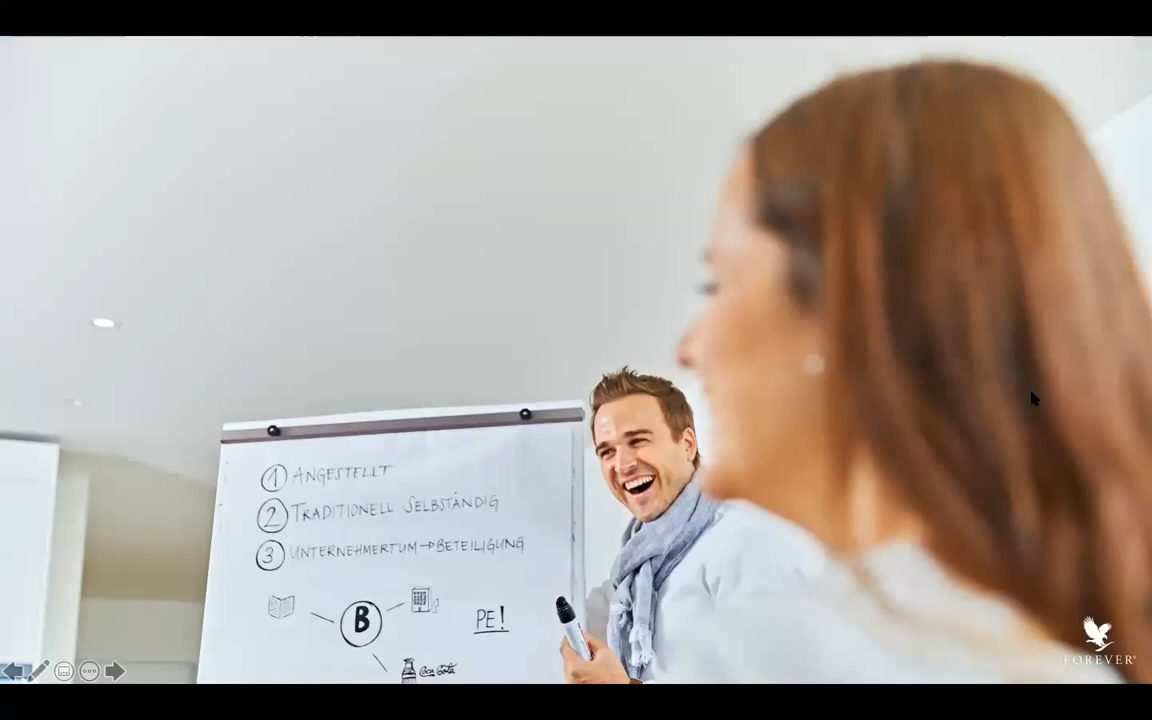 1 ANGESTELLT
2 TRADITIONELL SELBSTÄNDIG
3 UNTERNEHMERTUM→BETEILIGUNG
B
PE!
Coca Cola
FOREVER®